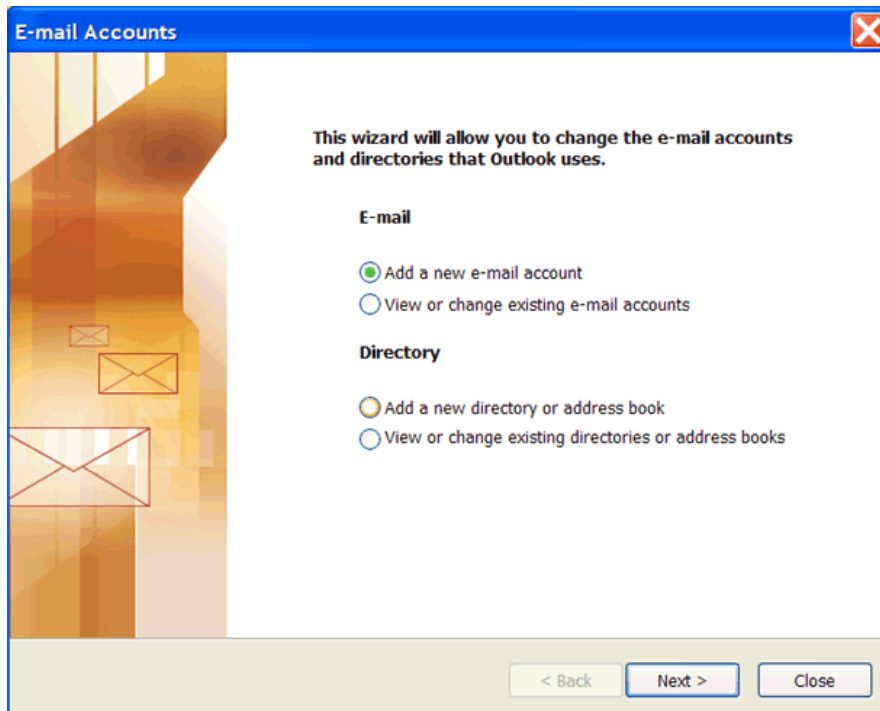 E-mail Accounts
This wizard will allow you to change the e-mail accounts
and directories that Outlook uses.
E-mail
Add a new e-mail account
View or change existing e-mail accounts
Directory
Add a new directory or address book
View or change existing directories or address books
< Back Next > Close